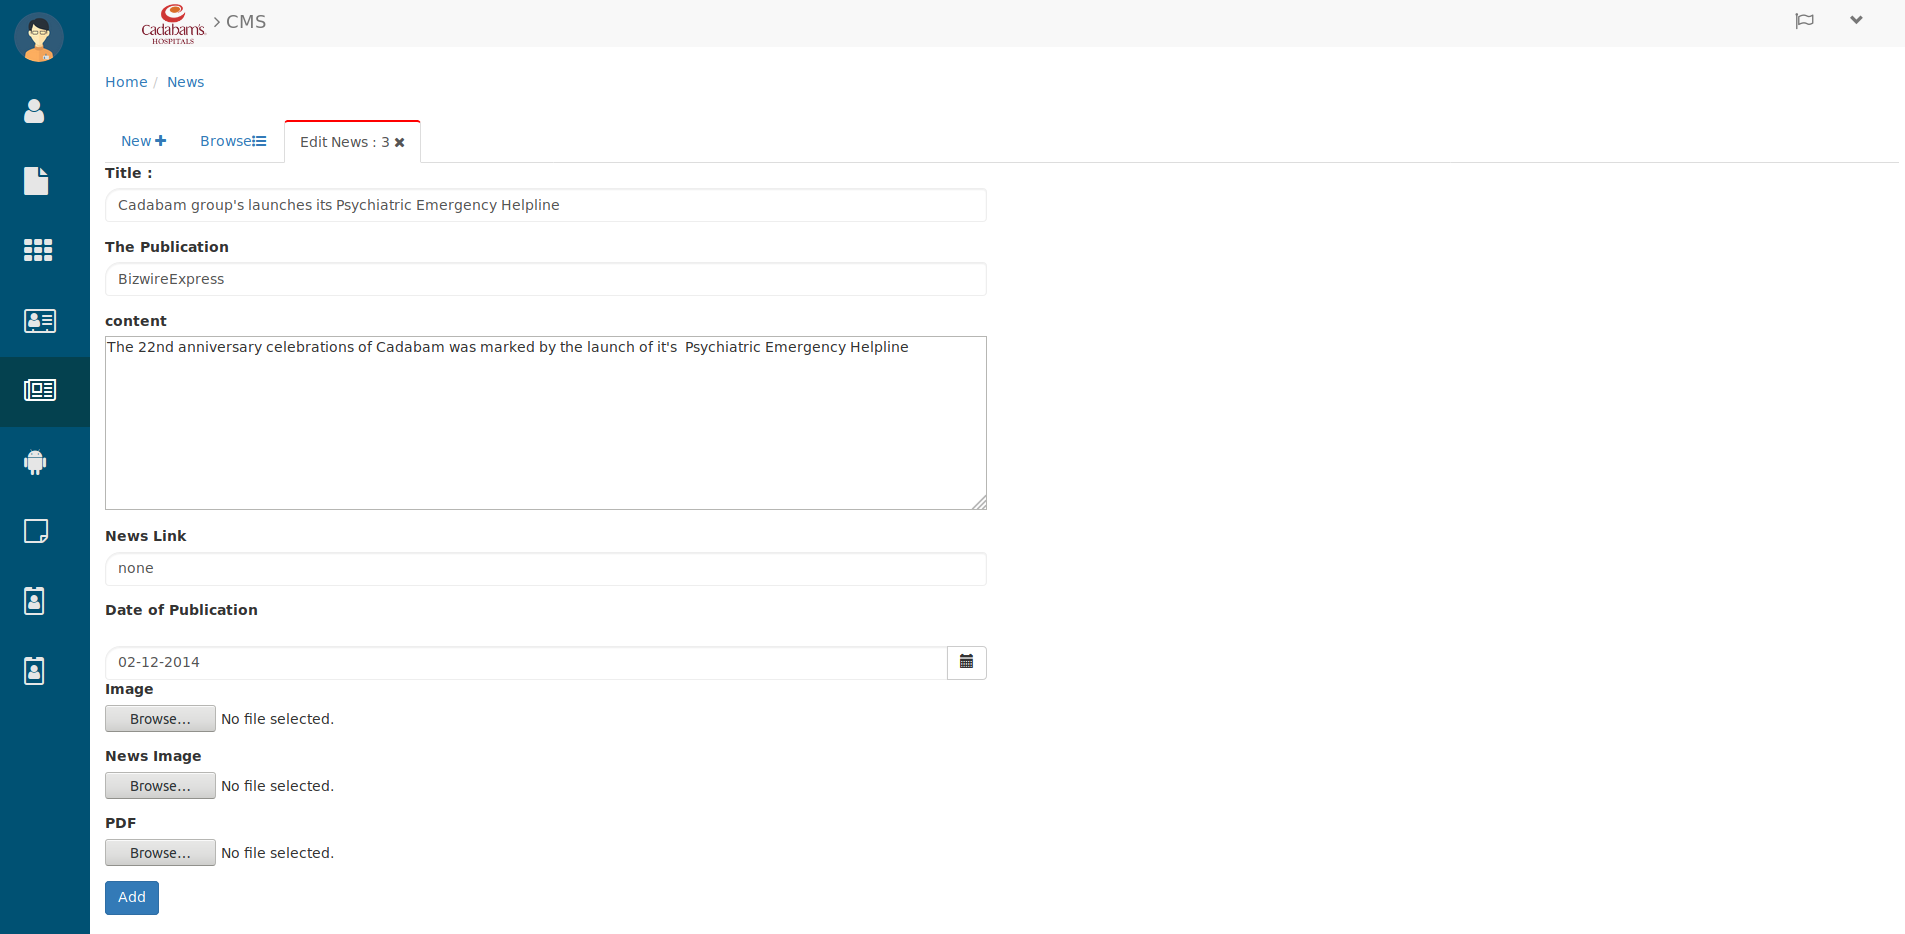 Cadabam's
HOSPITALS
> CMS
Home / News
New
Browse
Edit News : 3
Title :
Cadabam group's launches its Psychiatric Emergency Helpline
The Publication
BizwireExpress
content
The 22nd anniversary celebrations of Cadabam was marked by the launch of it's  Psychiatric Emergency Helpline
News Link
none
Date of Publication
02-12-2014
Image
Browse... No file selected.
News Image
Browse... No file selected.
PDF
Browse... No file selected.
Add